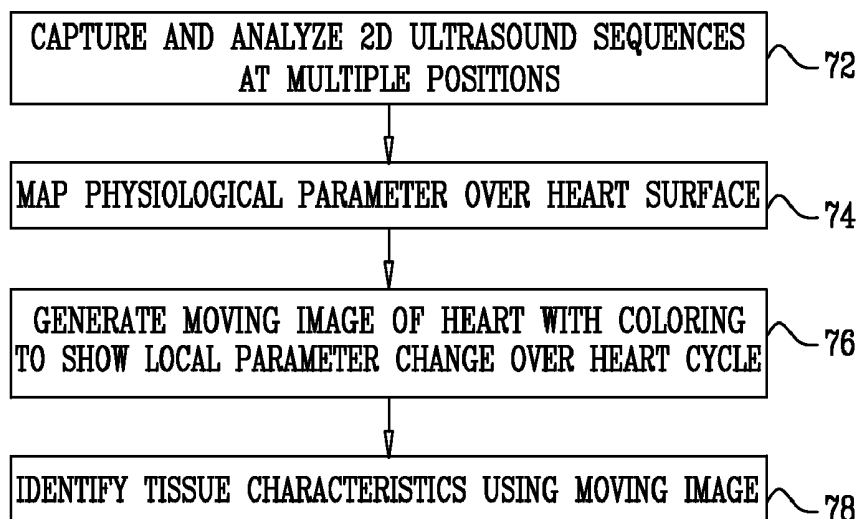 CAPTURE AND ANALYZE 2D ULTRASOUND SEQUENCES
AT MULTIPLE POSITIONS
72
MAP PHYSIOLOGICAL PARAMETER OVER HEART SURFACE
74
GENERATE MOVING IMAGE OF HEART WITH COLORING
TO SHOW LOCAL PARAMETER CHANGE OVER HEART CYCLE
76
IDENTIFY TISSUE CHARACTERISTICS USING MOVING IMAGE
78